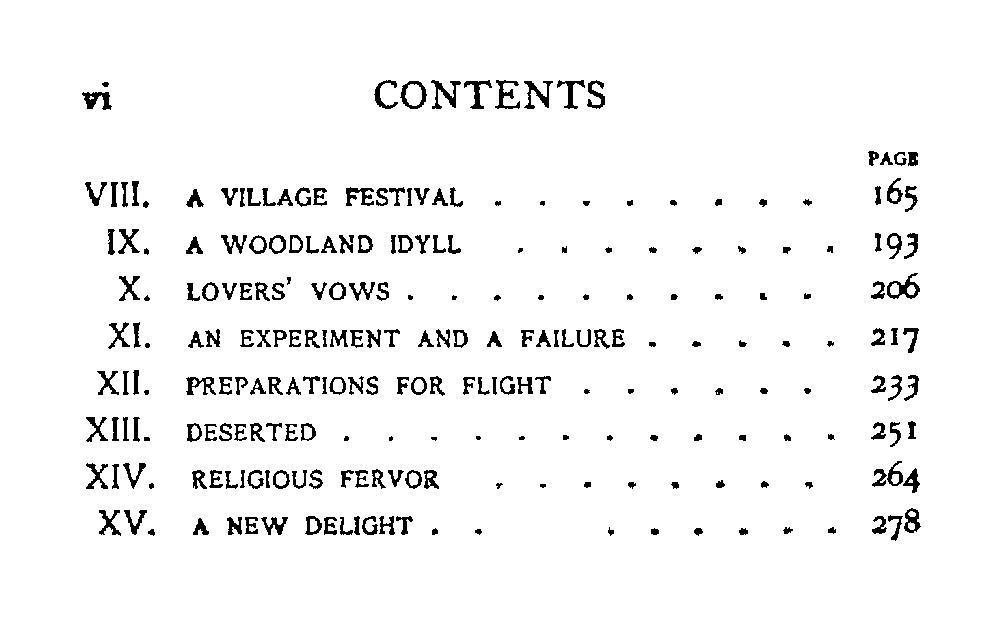 vi CONTENTS
PAGE
VIII. A VILLAGE FESTIVAL . . . . . . . . 165
IX. A WOODLAND IDYLL . . . . . . . . 193
X. LOVERS' VOWS . . . . . . . . . . 206
XI. AN EXPERIMENT AND A FAILURE . . . . . 217
XII. PREPARATIONS FOR FLIGHT . . . . . . 233
XIII. DESERTED . . . . . . . . . . . . 251
XIV. RELIGIOUS FERVOR . . . . . . . . 264
XV. A NEW DELIGHT . . . . . . . . 278